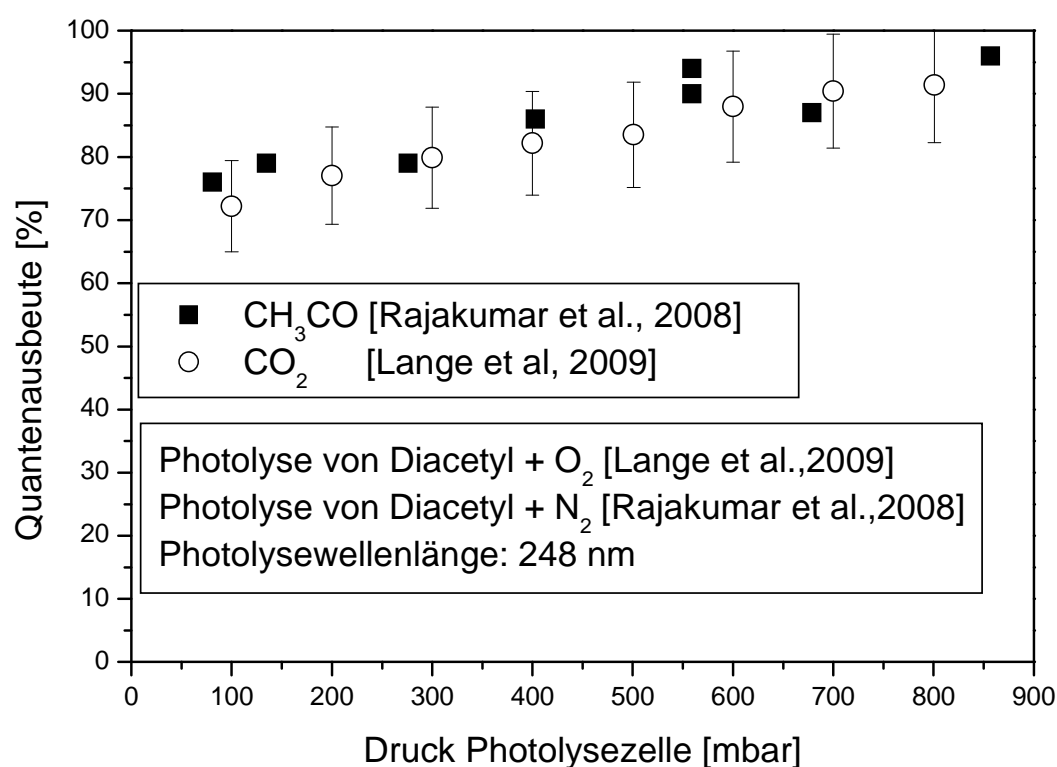 100
90
80
70
60
50
40
30
20
10
0
Quantenausbeute [%]
CH3CO [Rajakumar et al., 2008]
CO2 [Lange et al, 2009]
Photolyse von Diacetyl + O2 [Lange et al.,2009]
Photolyse von Diacetyl + N2 [Rajakumar et al.,2008]
Photolysewellenlänge: 248 nm
0 100 200 300 400 500 600 700 800 900
Druck Photolysezelle [mbar]